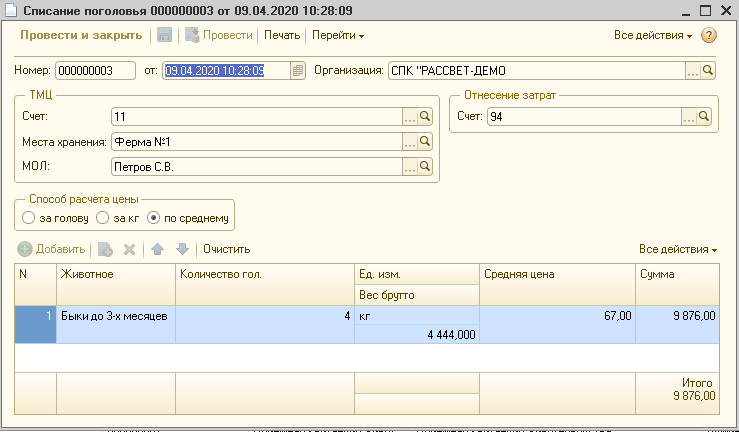 Списание поголовья 000000003 от 09.04.2020 10:28:09
Провести и закрыть Провести Печать Перейти Все действия ?
Номер: 000000003 от: 09.04.2020 10:28:09 Организация: СПК "РАССВЕТ-ДЕМО ...
ТМЦ Отнесение затрат
Счет: 11 ... Счет: 94 ...
Места хранения: Ферма №1 ...
МОЛ: Петров С.В. ...
Способ расчета цены
за голову за кг по среднему
Добавить Очистить Все действия
N Животное Количество гол. Ед. изм. Средняя цена Сумма
Вес брутто
1 Быки до 3-х месяцев 4 кг 67,00 9 876,00
4 444,000
Итого
9 876,00